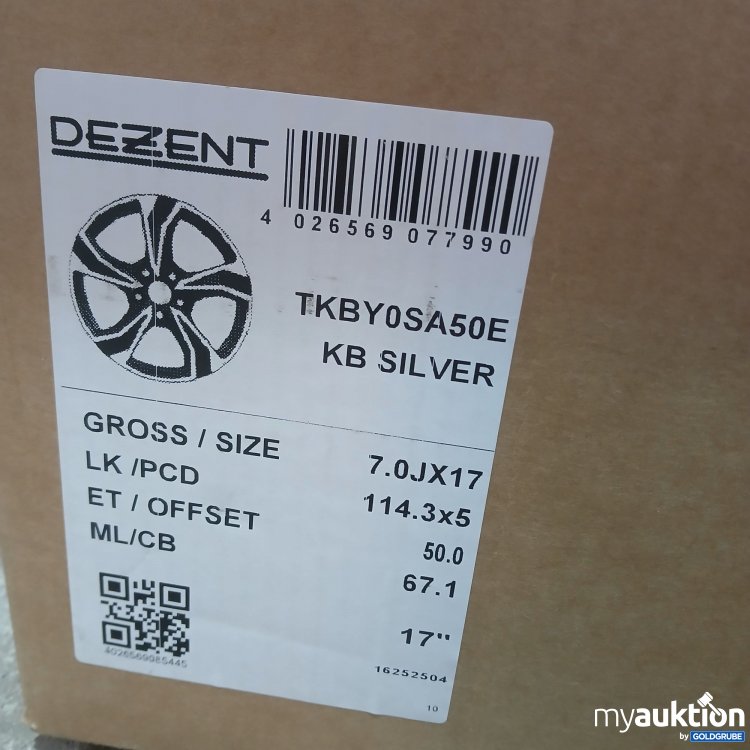 DEZENT
4 026569 077990
TKBY0SA50E
KB SILVER
GROSS / SIZE 7.0JX17
LK /PCD 114.3x5
ET / OFFSET 50.0
ML/CB 67.1
17"
4026569085445
16252504
10
myauktion
by GOLDGRUBE